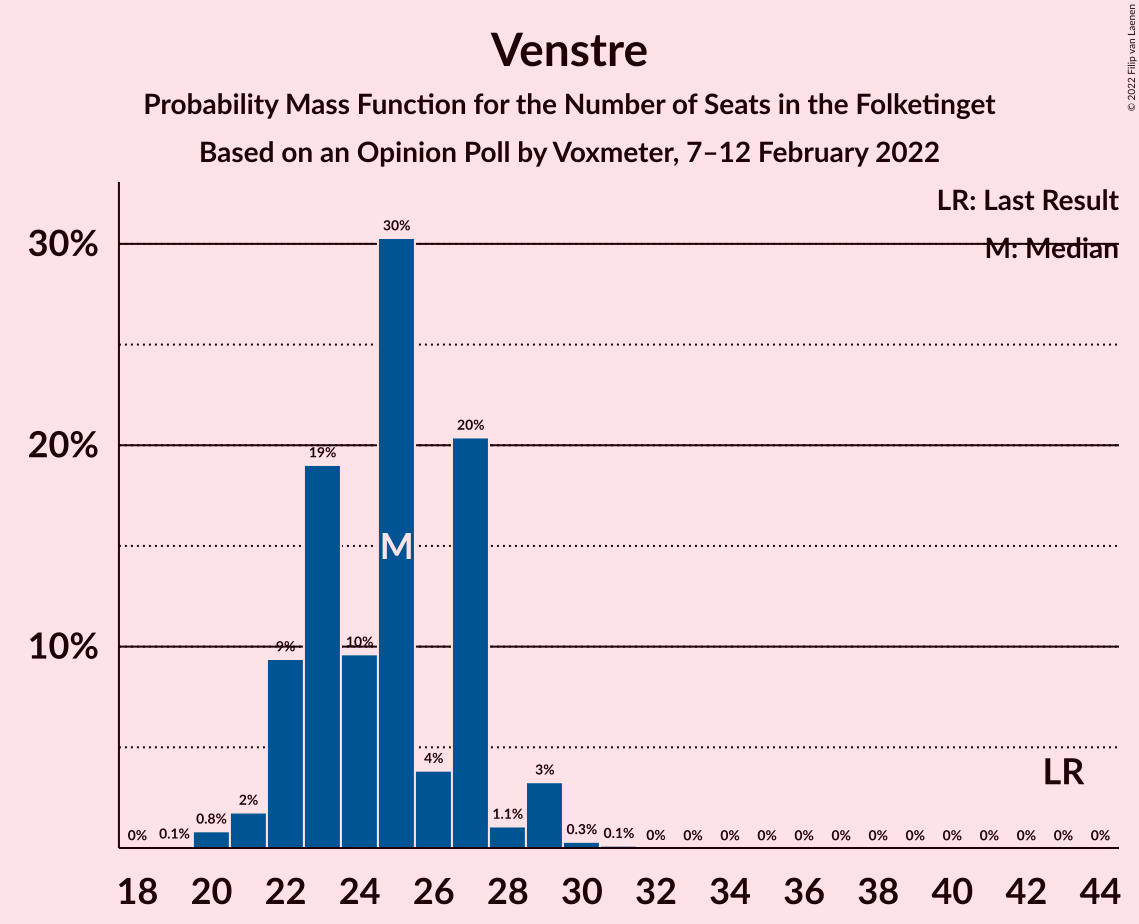 Venstre
Probability Mass Function for the Number of Seats in the Folketinget
Based on an Opinion Poll by Voxmeter, 7–12 February 2022
© 2022 Filip van Laenen
LR: Last Result
M: Median
30%
20%
10%
0% 0.1% 0.8% 2% 9% 19% 10% 30% 4% 20% 1.1% 3% 0.3% 0.1% 0% 0% 0% 0% 0% 0% 0% 0% 0% 0% 0% 0% 0%
M
LR
18 20 22 24 26 28 30 32 34 36 38 40 42 44